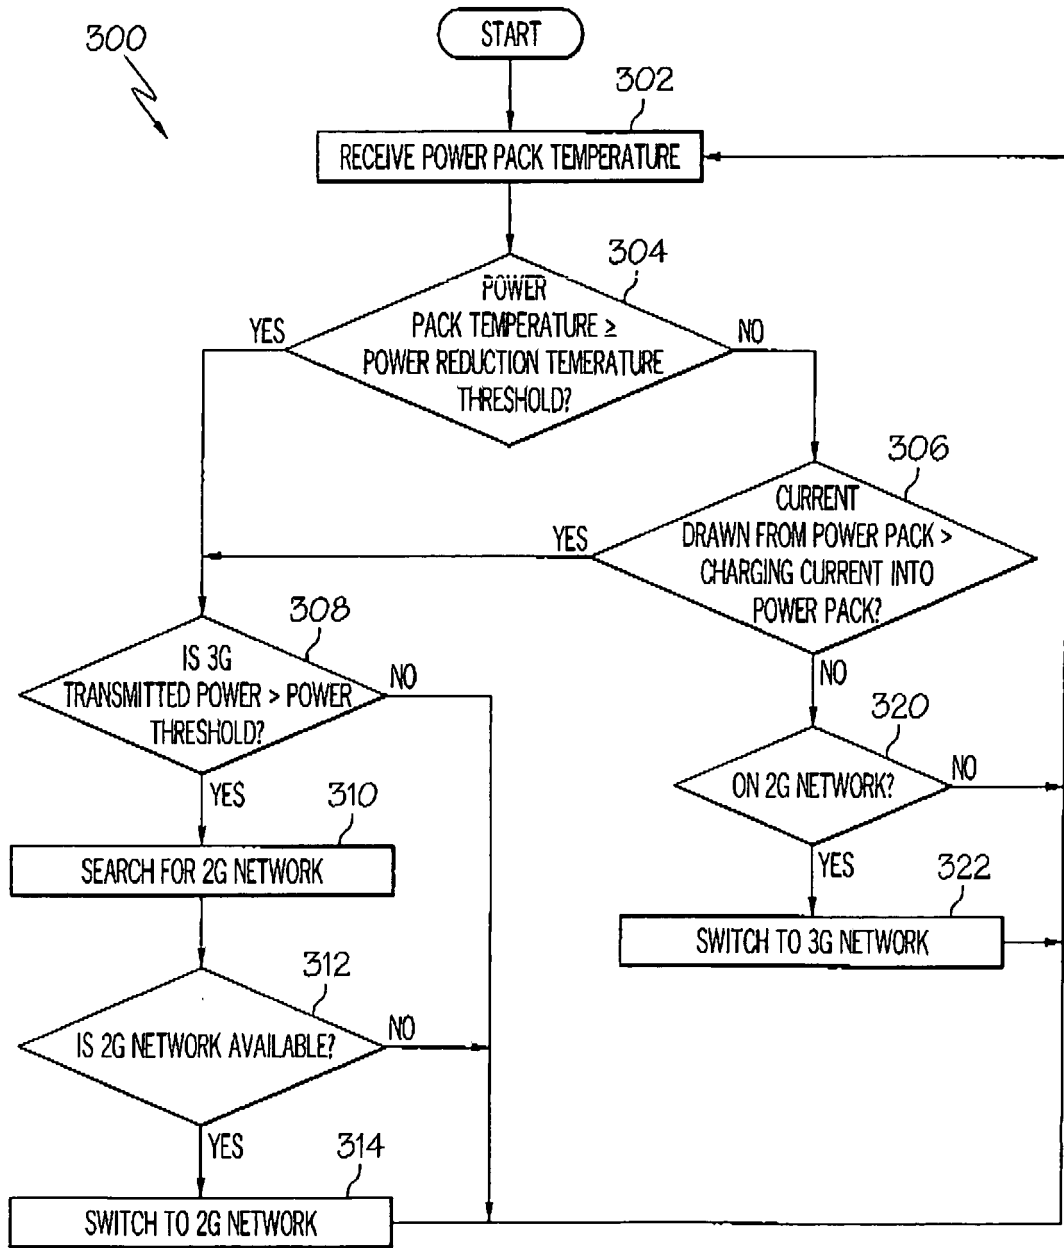 300
START
302
RECEIVE POWER PACK TEMPERATURE
304
POWER
PACK TEMPERATURE ≥
POWER REDUCTION TEMERATURE
THRESHOLD?
YES
NO
306
CURRENT
DRAWN FROM POWER PACK >
CHARGING CURRENT INTO
POWER PACK?
YES
NO
308
IS 3G
TRANSMITTED POWER > POWER
THRESHOLD?
NO
YES
310
SEARCH FOR 2G NETWORK
312
IS 2G NETWORK AVAILABLE?
NO
YES
314
SWITCH TO 2G NETWORK
320
ON 2G NETWORK?
NO
YES
322
SWITCH TO 3G NETWORK